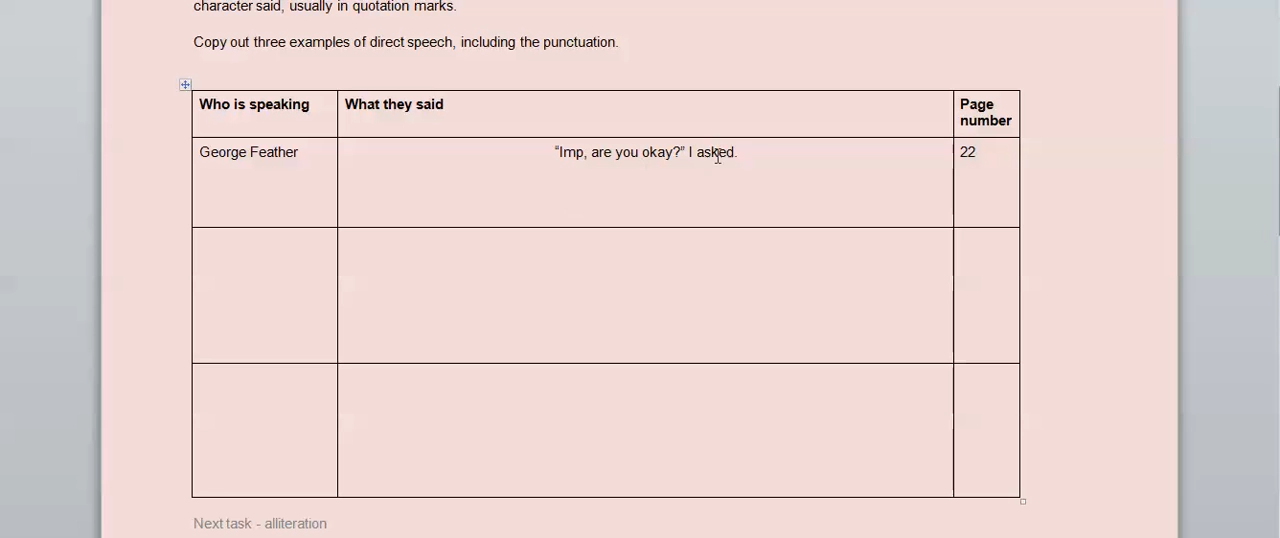 character said, usually in quotation marks.
Copy out three examples of direct speech, including the punctuation.
Who is speaking
What they said
Page
number
George Feather
“Imp, are you okay?” I asked.
22
Next task - alliteration